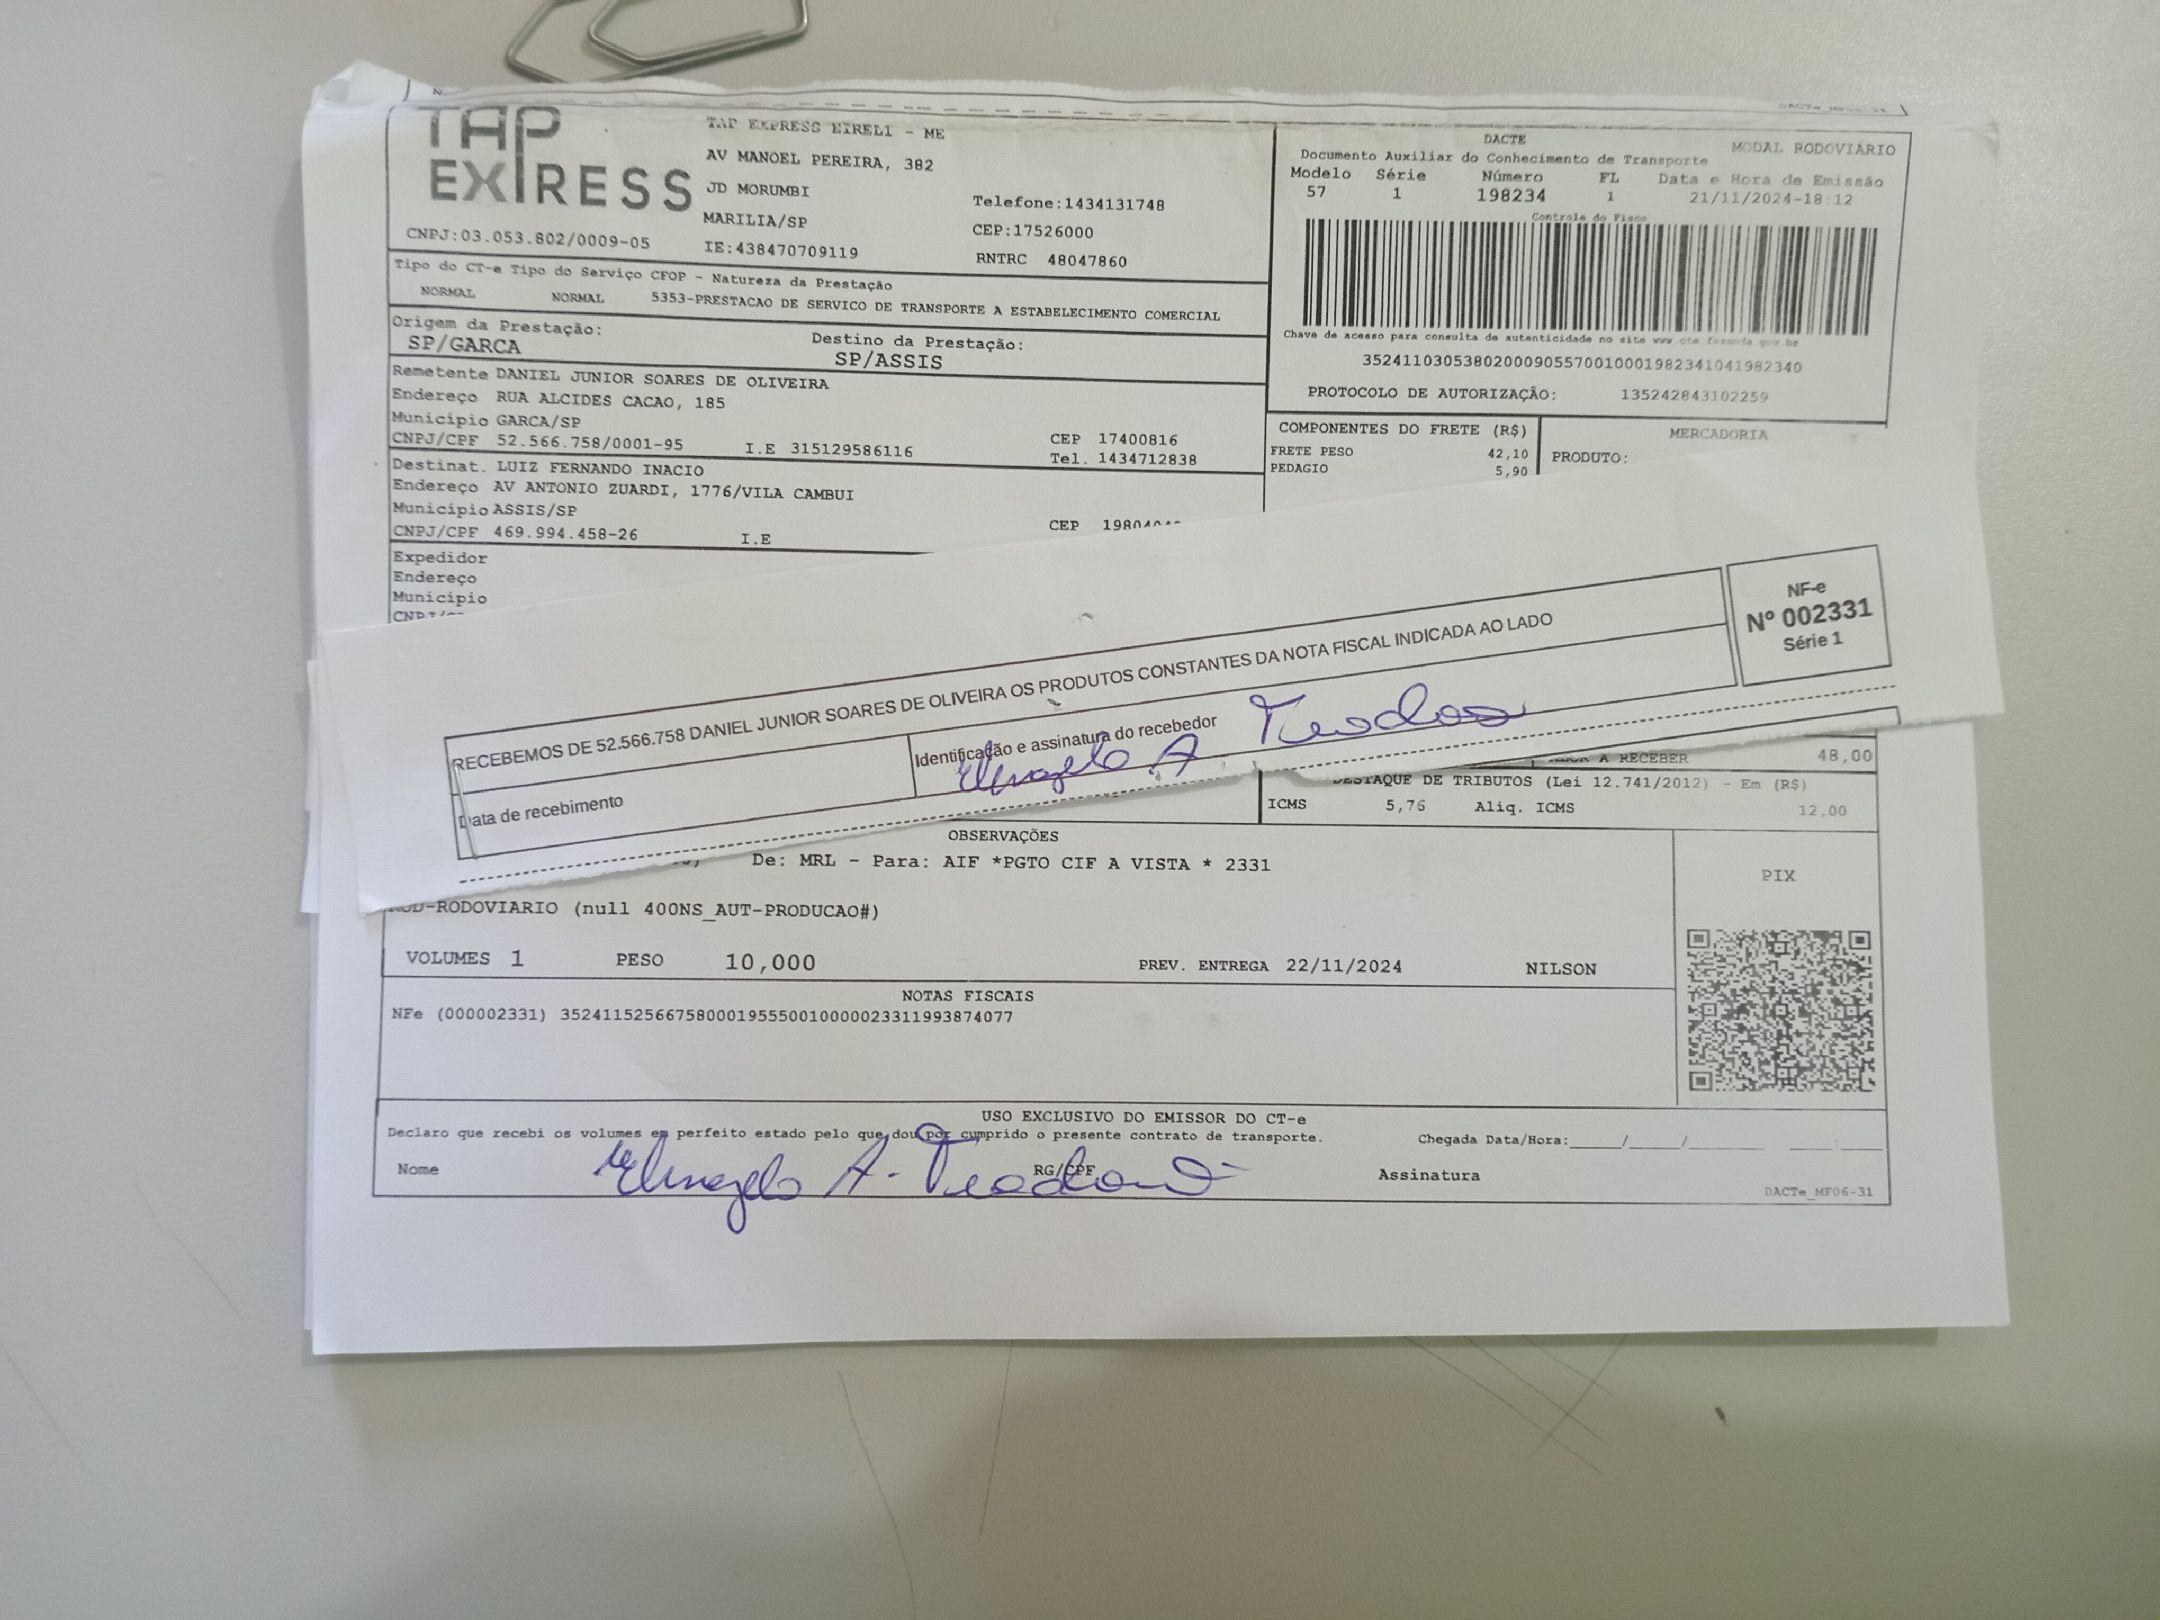 TAP EXPRESS
TAP EXPRESS EIRELI - ME
AV MANOEL PEREIRA, 382
JD MORUMBI
MARILIA/SP
CNPJ:03.053.802/0009-05
IE:438470709119
Telefone:1434131748
CEP:17526000
RNTRC 48047860
DACTE
MODAL RODOVIÁRIO
Documento Auxiliar do Conhecimento de Transporte
Modelo Série Número FL Data e Hora de Emissão
57 1 198234 1 21/11/2024-18:12
Controle do Fisco
Chave de acesso para consulta de autenticidade no site www.cte.fazenda.gov.br
35241103053802000905570010001982341041982340
PROTOCOLO DE AUTORIZAÇÃO: 135242843102259
Tipo do CT-e Tipo do Serviço CFOP - Natureza da Prestação
NORMAL NORMAL 5353-PRESTACAO DE SERVICO DE TRANSPORTE A ESTABELECIMENTO COMERCIAL
Origem da Prestação: Destino da Prestação:
SP/GARCA SP/ASSIS
Remetente DANIEL JUNIOR SOARES DE OLIVEIRA
Endereço RUA ALCIDES CACAO, 185
Município GARCA/SP
CNPJ/CPF 52.566.758/0001-95 I.E 315129586116
CEP 17400816
Tel. 1434712838
Destinat. LUIZ FERNANDO INACIO
Endereço AV ANTONIO ZUARDI, 1776/VILA CAMBUI
Município ASSIS/SP
CNPJ/CPF 469.994.458-26 I.E CEP
Expedidor
Endereço
Município
COMPONENTES DO FRETE (R$)
FRETE PESO 42,10
PEDAGIO 5,90
MERCADORIA
PRODUTO:
RECEBEMOS DE 52.566.758 DANIEL JUNIOR SOARES DE OLIVEIRA OS PRODUTOS CONSTANTES DA NOTA FISCAL INDICADA AO LADO
Data de recebimento
Identificação e assinatura do recebedor
NF-e
Nº 002331
Série 1
A RECEBER 48,00
DESTAQUE DE TRIBUTOS (Lei 12.741/2012) - Em (R$)
ICMS 5,76 Aliq. ICMS 12,00
OBSERVAÇÕES
De: MRL - Para: AIF *PGTO CIF A VISTA * 2331
-RODOVIARIO (null 400NS_AUT-PRODUCAO#)
PIX
VOLUMES 1 PESO 10,000 PREV. ENTREGA 22/11/2024 NILSON
NOTAS FISCAIS
NFe (000002331) 35241152566758000195550010000023311993874077
USO EXCLUSIVO DO EMISSOR DO CT-e
Declaro que recebi os volumes em perfeito estado pelo que dou por cumprido o presente contrato de transporte.
Chegada Data/Hora:____/____/____ ____:____
Nome RG/CPF Assinatura
DACTe_MF06-31